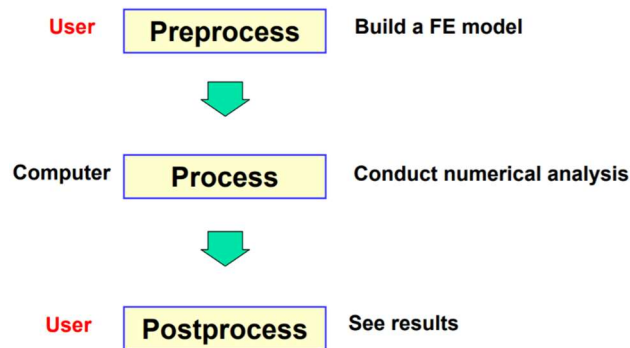 User Preprocess Build a FE model
Computer Process Conduct numerical analysis
User Postprocess See results